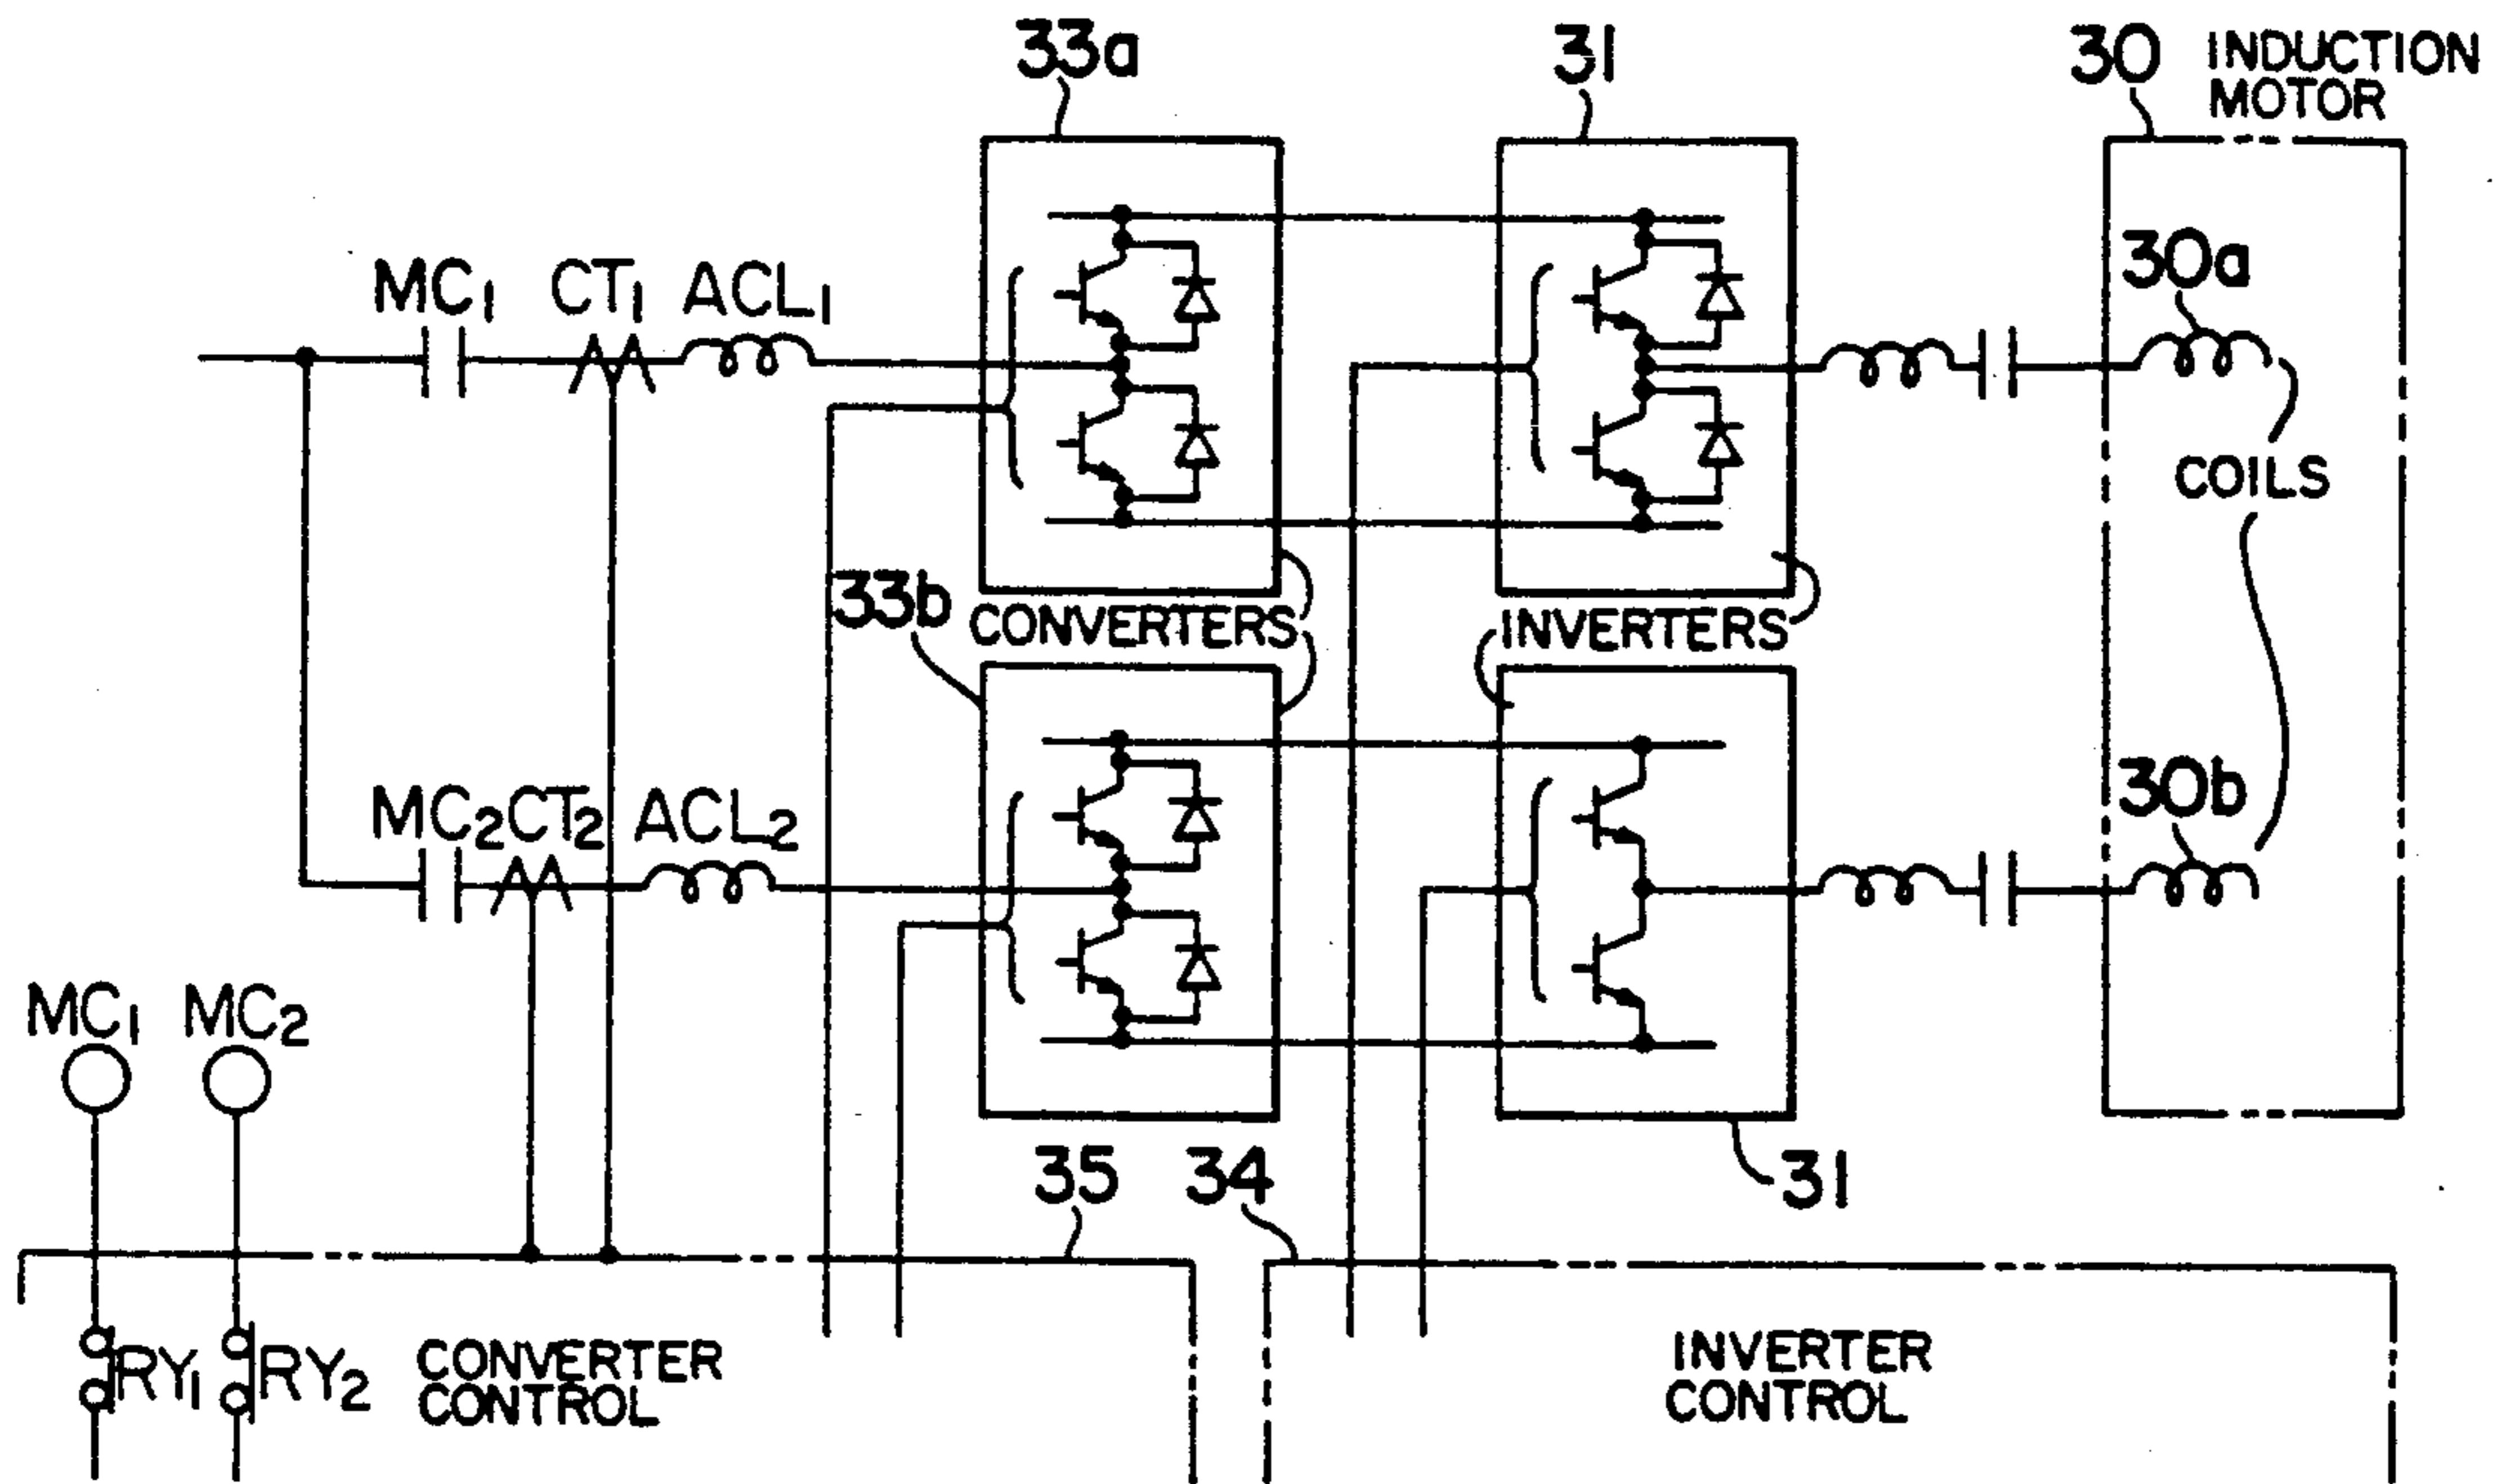 33a
31
30 INDUCTION
MOTOR
30a
MC1 CT1 ACL1
COILS
33b CONVERTERS
INVERTERS
30b
MC2 CT2 ACL2
MC1 MC2
35
34
31
RY1
RY2
CONVERTER
CONTROL
INVERTER
CONTROL